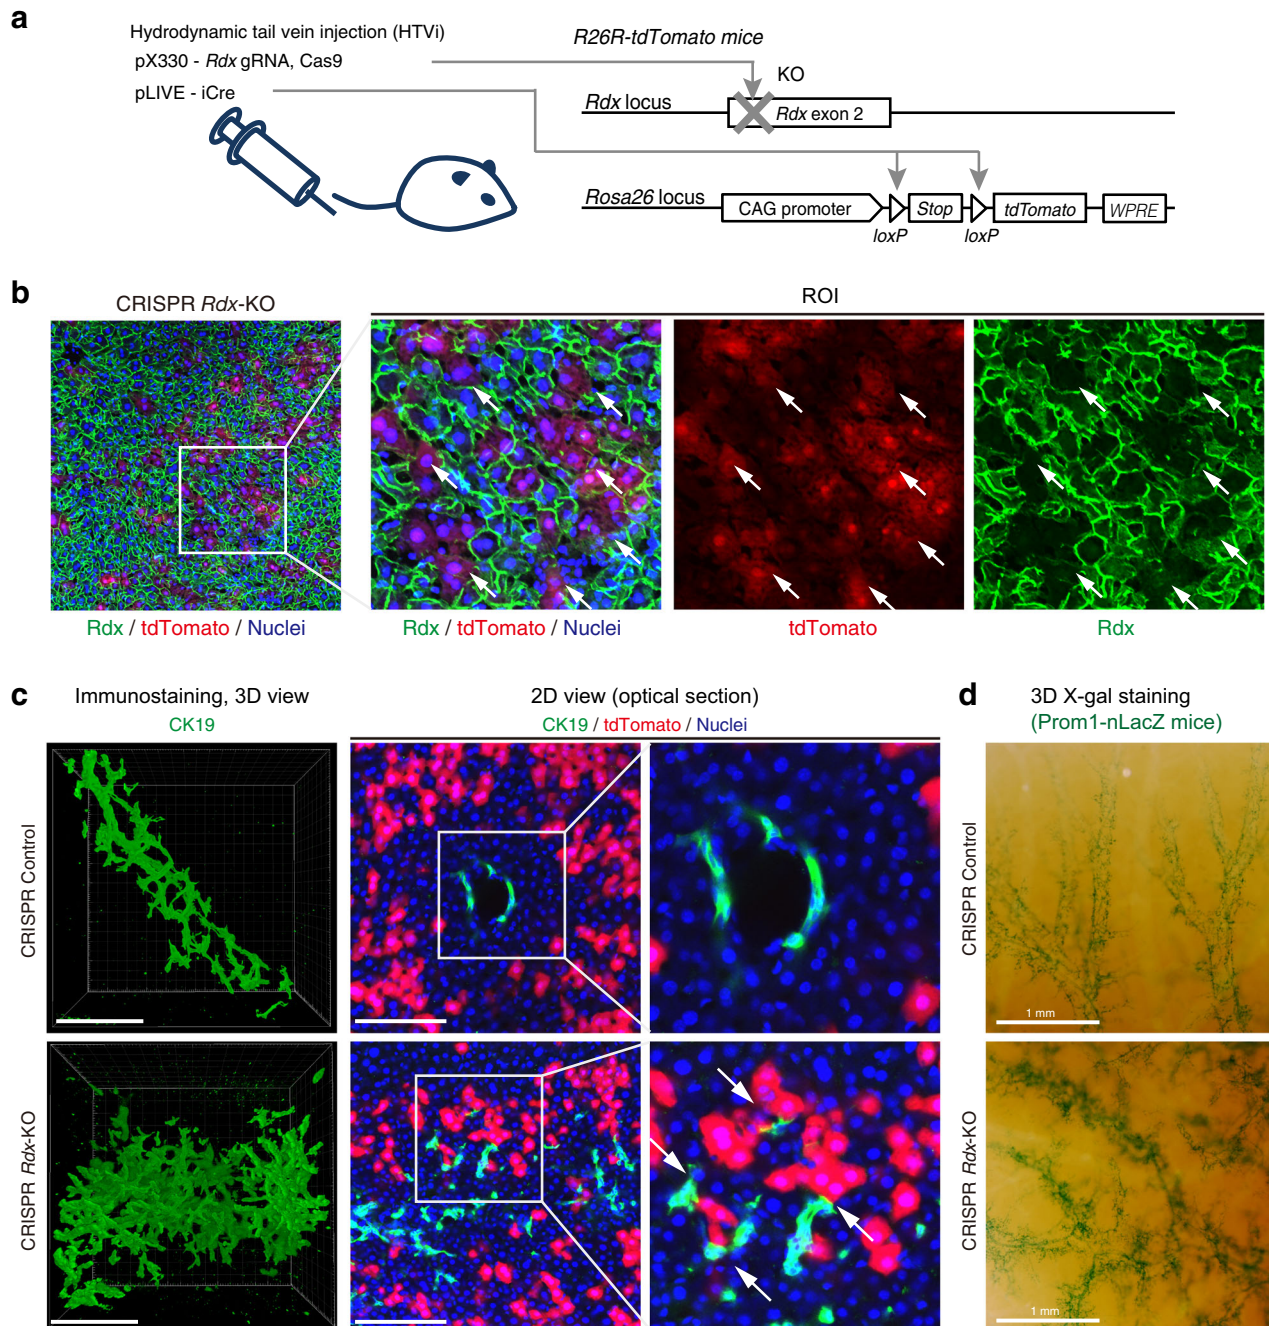 a
Hydrodynamic tail vein injection (HTVi)
pX330 - Rdx gRNA, Cas9
pLIVE - iCre
R26R-tdTomato mice
KO
Rdx locus
Rdx exon 2
Rosa26 locus
CAG promoter
Stop
tdTomato
WPRE
loxP
loxP
b
CRISPR Rdx-KO
ROI
Rdx / tdTomato / Nuclei
Rdx / tdTomato / Nuclei
tdTomato
Rdx
c
Immunostaining, 3D view
CK19
2D view (optical section)
CK19 / tdTomato / Nuclei
CRISPR Control
CRISPR Rdx-KO
d
3D X-gal staining
(Prom1-nLacZ mice)
CRISPR Control
1 mm
CRISPR Rdx-KO
1 mm